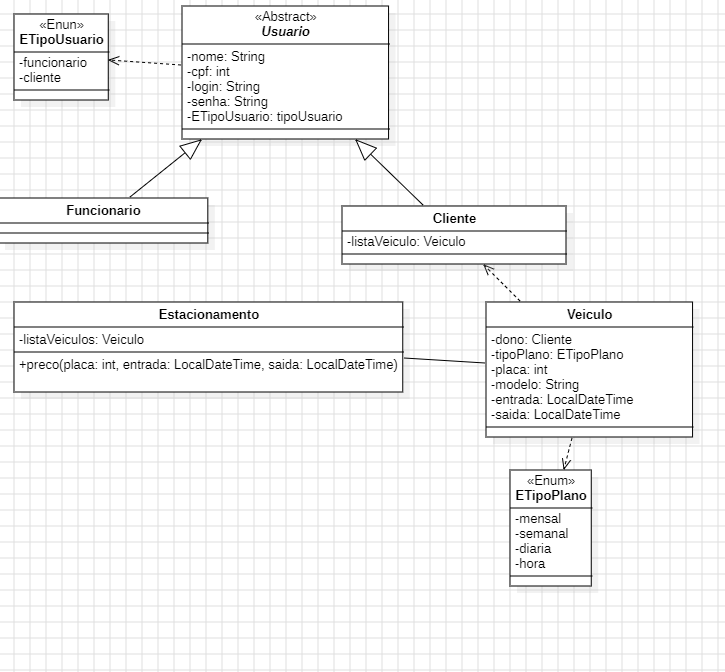 «Enun»
ETipoUsuario
-funcionario
-cliente
«Abstract»
Usuario
-nome: String
-cpf: int
-login: String
-senha: String
-ETipoUsuario: tipoUsuario
Funcionario
Cliente
-listaVeiculo: Veiculo
Estacionamento
-listaVeiculos: Veiculo
+preco(placa: int, entrada: LocalDateTime, saida: LocalDateTime)
Veiculo
-dono: Cliente
-tipoPlano: ETipoPlano
-placa: int
-modelo: String
-entrada: LocalDateTime
-saida: LocalDateTime
«Enum»
ETipoPlano
-mensal
-semanal
-diaria
-hora